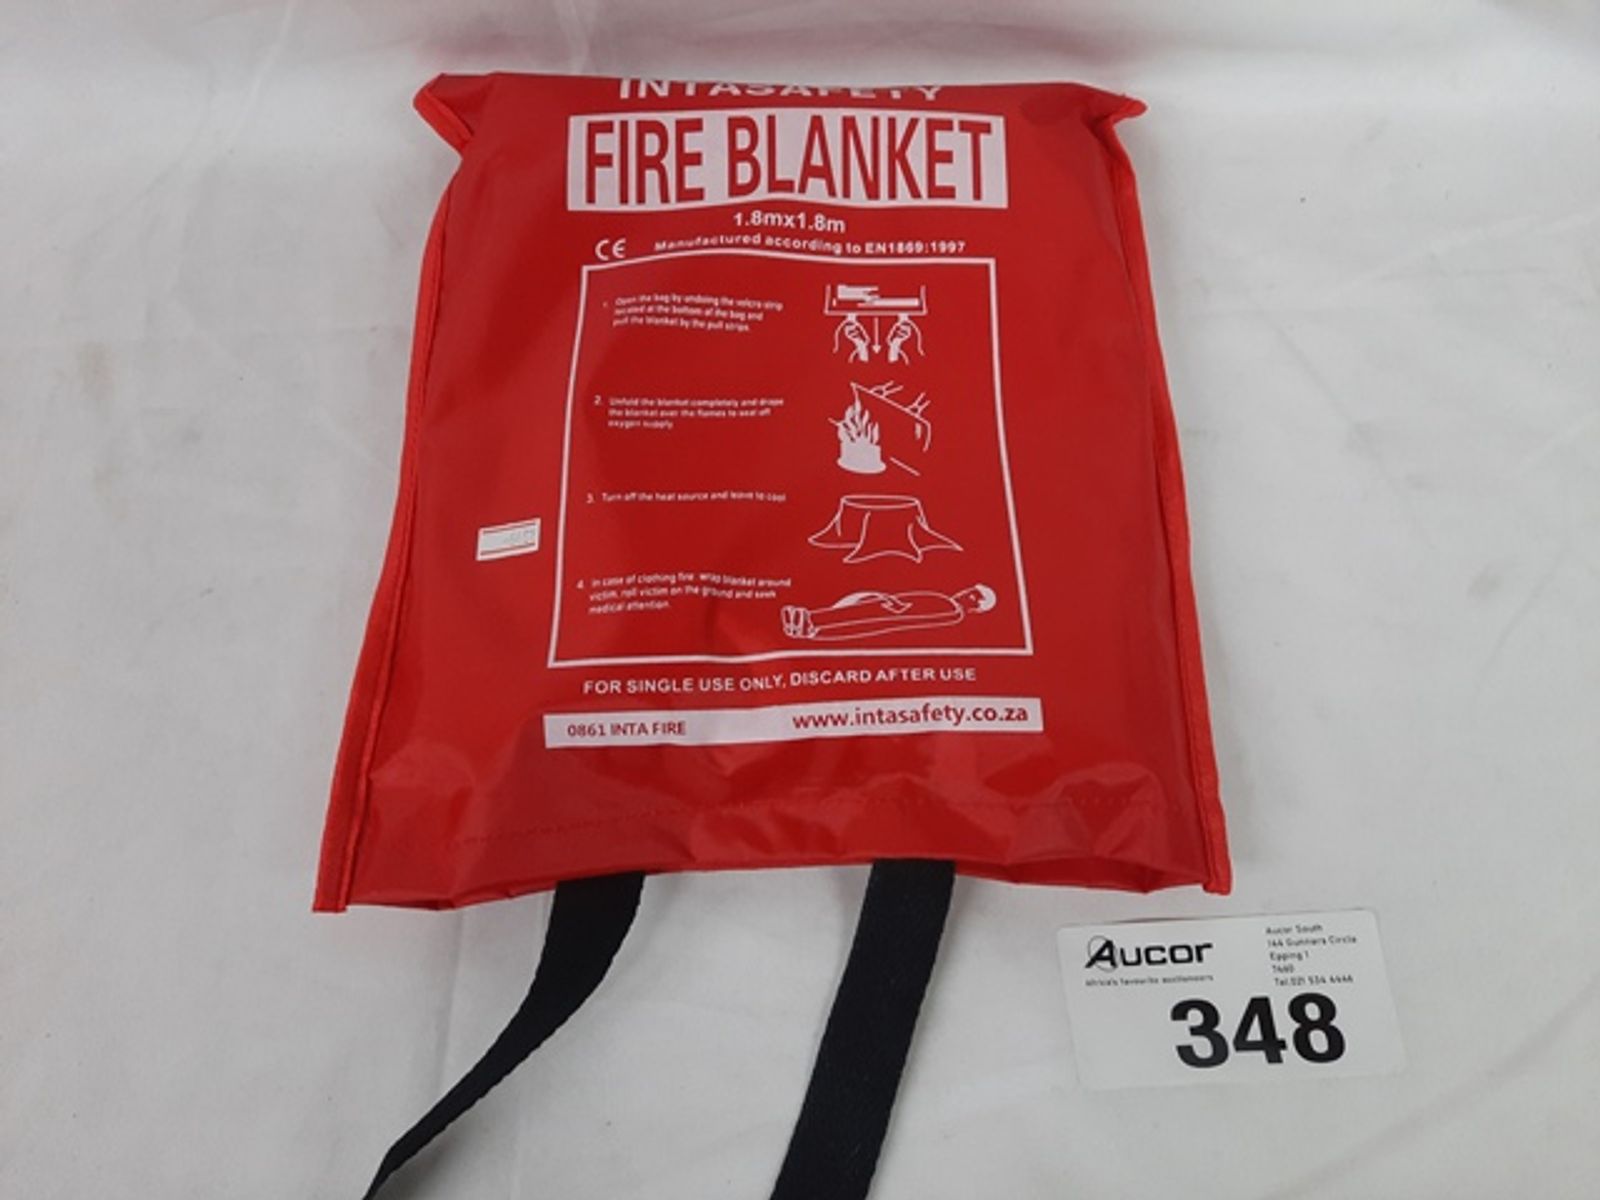 INTASAFETY
FIRE BLANKET
1.8mx1.8m
CE Manufactured according to EN1869:1997
1. Open the bag by undoing the velcro strip
located at the bottom of the bag and
pull the blanket by the pull strips.
2. Unfold the blanket completely and drape
the blanket over the flames to seal off
oxygen supply
3. Turn off the heat source and leave to cool
4. In case of clothing fire wrap blanket around
victim, roll victim on the ground and seek
medical attention.
FOR SINGLE USE ONLY, DISCARD AFTER USE
0861 INTA FIRE www.intasafety.co.za
Aucor
Africa's favourite auctioneers
Aucor South
144 Gunners Circle
Epping 1
7460
Tel.021 534 4446
348